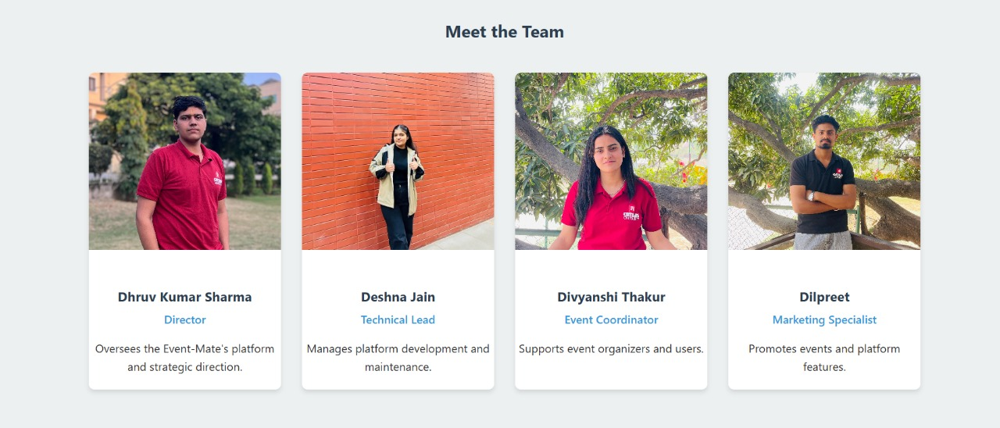 Meet the Team
Dhruv Kumar Sharma
Director
Oversees the Event-Mate's platform
and strategic direction.
Deshna Jain
Technical Lead
Manages platform development and
maintenance.
Divyanshi Thakur
Event Coordinator
Supports event organizers and users.
Dilpreet
Marketing Specialist
Promotes events and platform
features.